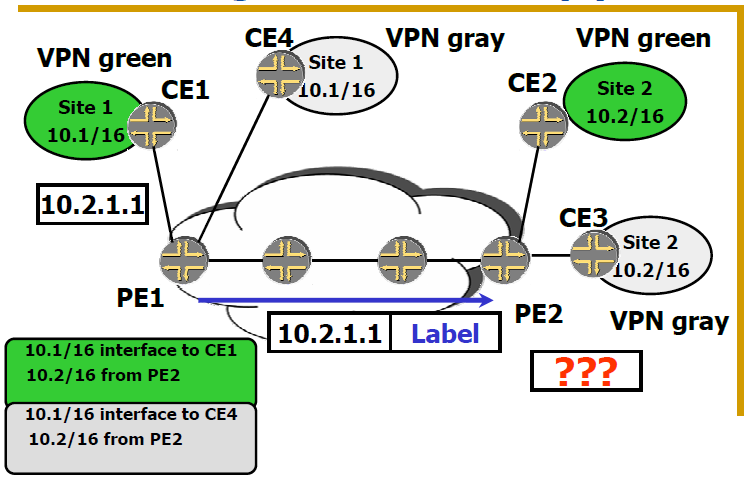 CE4
VPN gray
VPN green
VPN green
Site 1
10.1/16
CE1
CE2
Site 2
10.2/16
Site 1
10.1/16
10.2.1.1
CE3
Site 2
10.2/16
PE1
PE2
VPN gray
10.2.1.1
Label
???
10.1/16 interface to CE1
10.2/16 from PE2
10.1/16 interface to CE4
10.2/16 from PE2